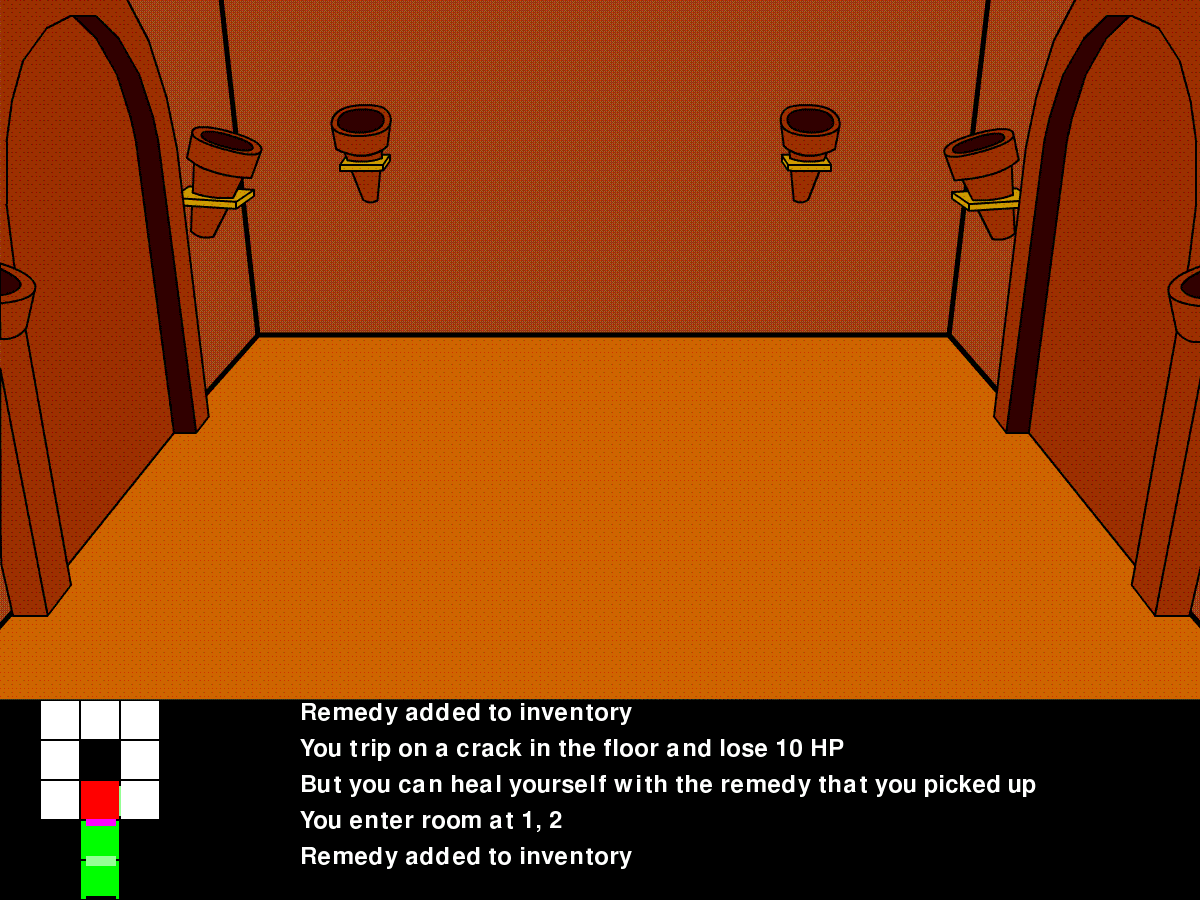 Remedy added to inventory
You trip on a crack in the floor and lose 10 HP
But you can heal yourself with the remedy that you picked up
You enter room at 1, 2
Remedy added to inventory